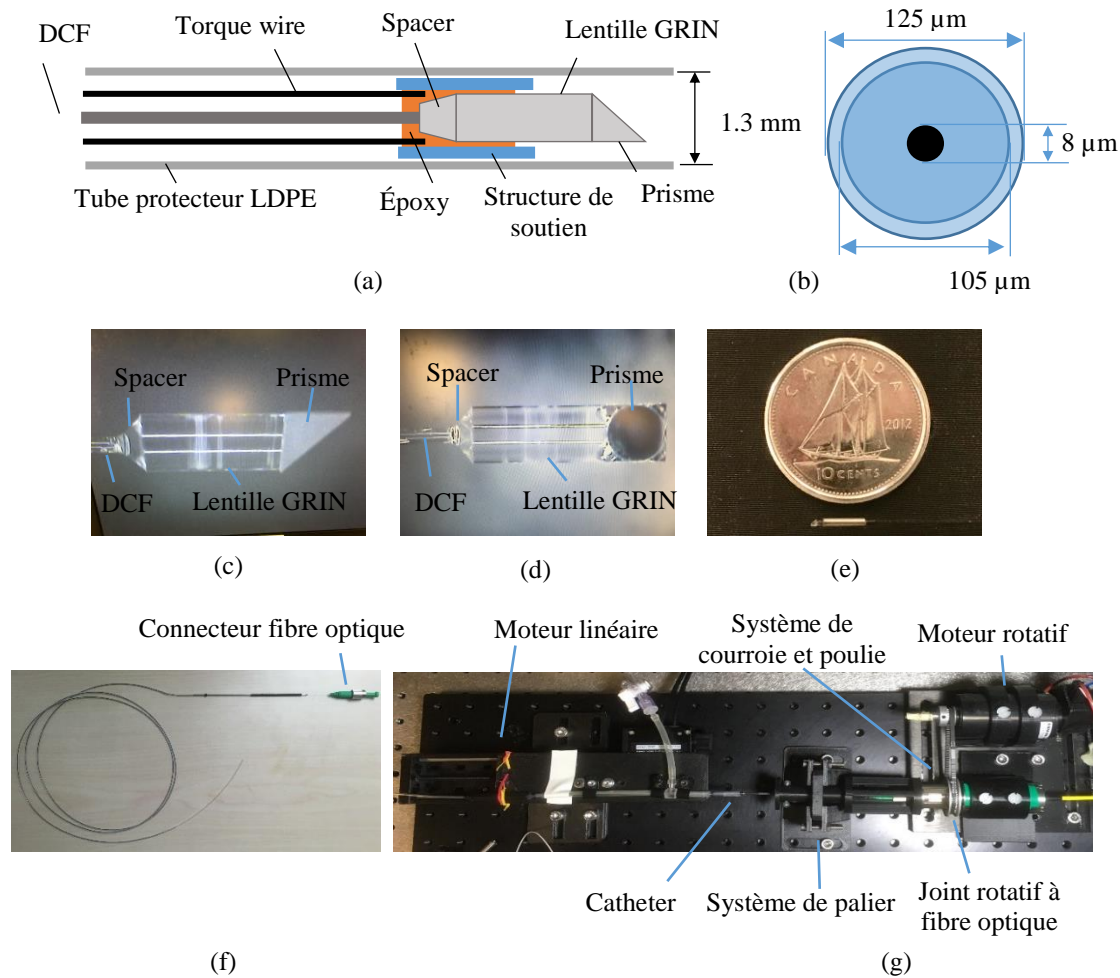 DCF
Torque wire
Spacer
Lentille GRIN
1.3 mm
Tube protecteur LDPE
Époxy
Structure de
soutien
Prisme
(a)
125 µm
8 µm
105 µm
(b)
Spacer
Prisme
DCF
Lentille GRIN
(c)
Spacer
Prisme
DCF
Lentille GRIN
(d)
CANADA
2012
10 CENTS
(e)
Connecteur fibre optique
(f)
Moteur linéaire
Système de
courroie et poulie
Moteur rotatif
Catheter
Système de palier
Joint rotatif à
fibre optique
(g)